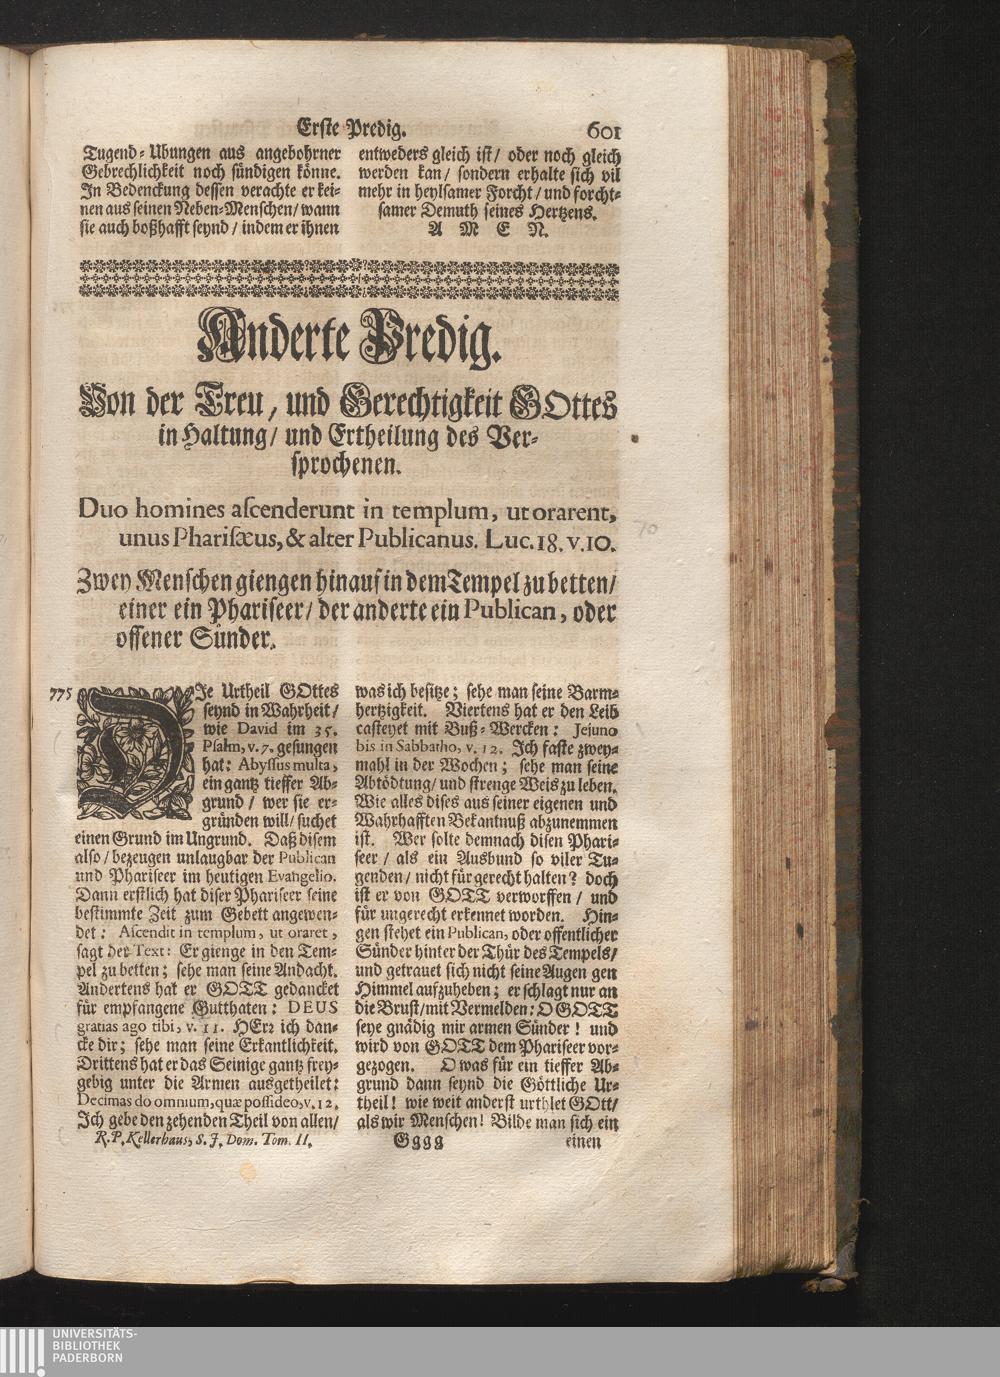 Erste Predig. 601
Tugend-Ubungen aus angebohrner
Gebrechlichkeit noch sündigen könne.
In Bedenckung dessen verachte er kei-
nen aus seinen Neben-Menschen/ wann
sie auch boßhafft seynd / indem er ihnen
entweders gleich ist/ oder noch gleich
werden kan/ sondern erhalte sich vil
mehr in heylsamer Forcht / und forcht-
samer Demuth seines Hertzens.
A M E N.
Anderte Predig.
Von der Treu, und Gerechtigkeit GOttes
in Haltung/ und Ertheilung des Ver-
sprochenen.
Duo homines ascenderunt in templum, ut orarent,
unus Pharisæus, & alter Publicanus. Luc. 18. v. 10.
Zwey Menschen giengen hinauf in dem Tempel zu betten/
einer ein Phariseer/ der anderte ein Publican, oder
offener Sünder.
775 DJe Urtheil GOttes
seynd in Wahrheit/
wie David im 35.
Psalm, v. 7. gesungen
hat: Abyssus multa,
ein gantz tieffer Ab-
grund / wer sie er-
gründen will/ suchet
einen Grund im Ungrund. Daß disem
also/ bezeugen unlaugbar der Publican
und Phariseer im heutigen Evangelio.
Dann erstlich hat diser Phariseer seine
bestimmte Zeit zum Gebett angewen-
det: Ascendit in templum, ut oraret,
sagt der Text: Er gienge in den Tem-
pel zu betten; sehe man seine Andacht.
Andertens hat er GOTT gedancket
für empfangene Gutthaten: DEUS
gratias ago tibi, v. 11. HErr ich dan-
cke dir; sehe man seine Erkantlichkeit.
Drittens hat er das Seinige gantz frey-
gebig unter die Armen ausgetheilet:
Decimas do omnium, quæ possideo, v. 12.
Ich gebe den zehenden Theil von allen/
was ich besitze; sehe man seine Barm-
hertzigkeit. Viertens hat er den Leib
casteyet mit Buß-Wercken: Jejuno
bis in Sabbatho, v. 12. Ich faste zwey-
mahl in der Wochen; sehe man seine
Abtödtung/ und strenge Weis zu leben.
Wie alles dises aus seiner eigenen und
Wahrhafften Bekantnuß abzunemmen
ist. Wer solte demnach disen Phari-
seer / als ein Ausbund so viler Tu-
genden/ nicht für gerecht halten? doch
ist er von GOTT verworffen / und
für ungerecht erkennet worden. Hin-
gen stehet ein Publican, oder offentlicher
Sünder hinter der Thür des Tempels/
und getrauet sich nicht seine Augen gen
Himmel aufzuheben; er schlagt nur an
die Brust/ mit Vermelden: O GOTT
seye gnädig mir armen Sünder! und
wird von GOTT dem Phariseer vor-
gezogen. O was für ein tieffer Ab-
grund dann seynd die Göttliche Ur-
theil! wie weit anderst urthlet GOtt/
als wir Menschen! Bilde man sich ein
R. P. Kellerhaus, S. J. Dom. Tom. II. Gggg einen
70
UNIVERSITÄTS-
BIBLIOTHEK
PADERBORN